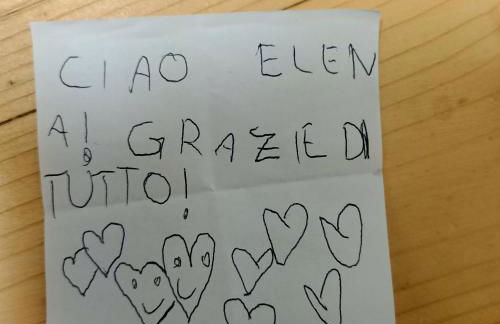 CIAO ELEN
A! GRAZIE DI
TUTTO!